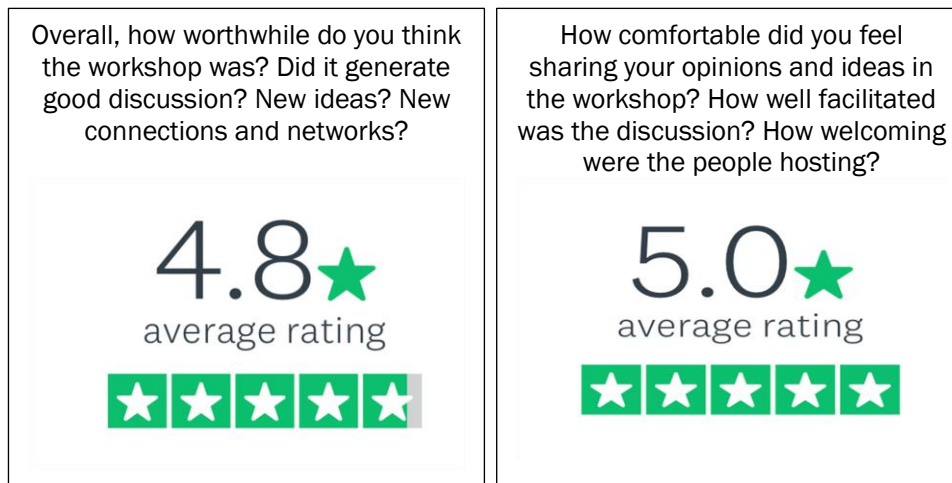 Overall, how worthwhile do you think
the workshop was? Did it generate
good discussion? New ideas? New
connections and networks?
4.8
average rating
How comfortable did you feel
sharing your opinions and ideas in
the workshop? How well facilitated
was the discussion? How welcoming
were the people hosting?
5.0
average rating